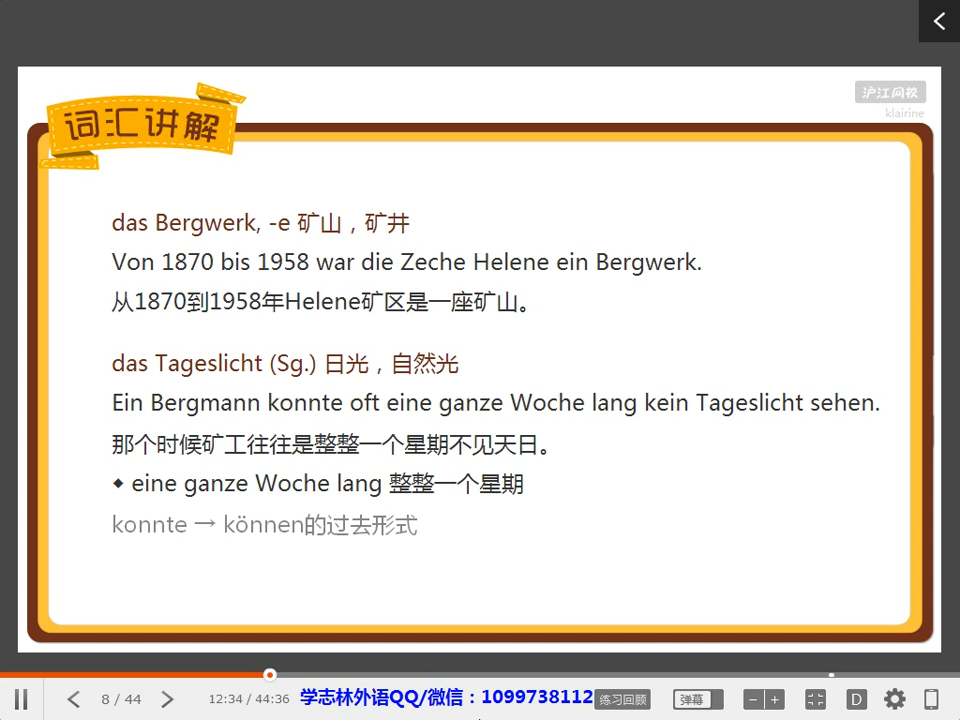 沪江网校
klairine
词汇讲解
das Bergwerk, -e 矿山，矿井
Von 1870 bis 1958 war die Zeche Helene ein Bergwerk.
从1870到1958年Helene矿区是一座矿山。
das Tageslicht (Sg.) 日光，自然光
Ein Bergmann konnte oft eine ganze Woche lang kein Tageslicht sehen.
那个时候矿工往往是整整一个星期不见天日。
◆ eine ganze Woche lang 整整一个星期
konnte → können的过去形式
8 / 44
12:34 / 44:36
学志林外语QQ/微信：1099738112
练习回顾
弹幕
D